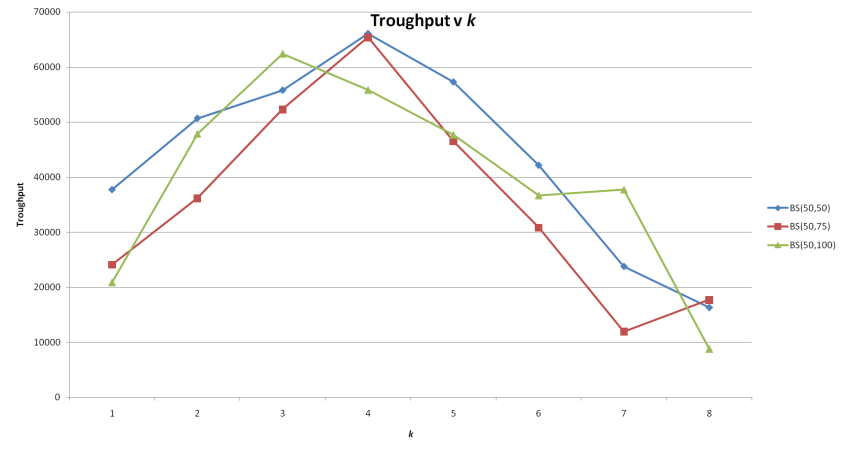 Troughput v k
70000
60000
50000
40000
30000
20000
10000
0
Troughput
1 2 3 4 5 6 7 8
k
BS(50,50)
BS(50,75)
BS(50,100)